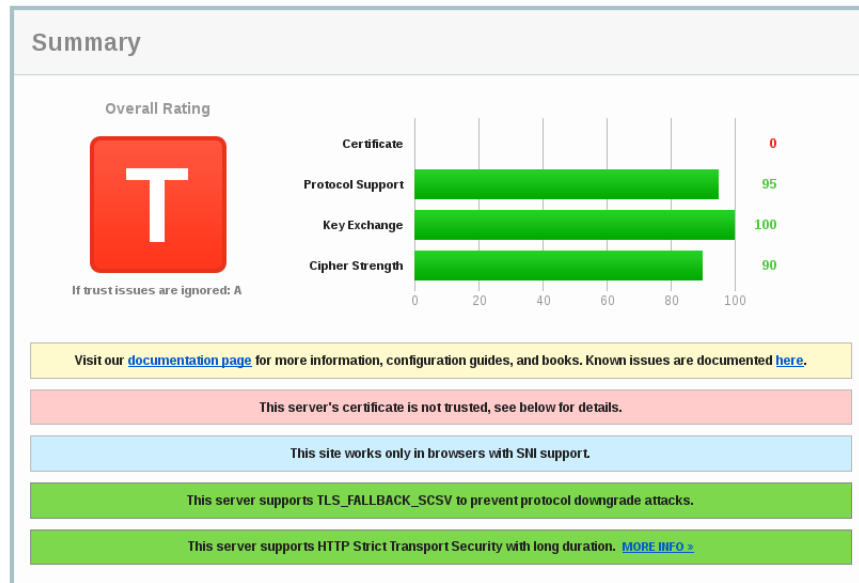 Summary
Overall Rating
T
If trust issues are ignored: A
Certificate 0
Protocol Support 95
Key Exchange 100
Cipher Strength 90
0 20 40 60 80 100
Visit our documentation page for more information, configuration guides, and books. Known issues are documented here.
This server's certificate is not trusted, see below for details.
This site works only in browsers with SNI support.
This server supports TLS_FALLBACK_SCSV to prevent protocol downgrade attacks.
This server supports HTTP Strict Transport Security with long duration. MORE INFO »